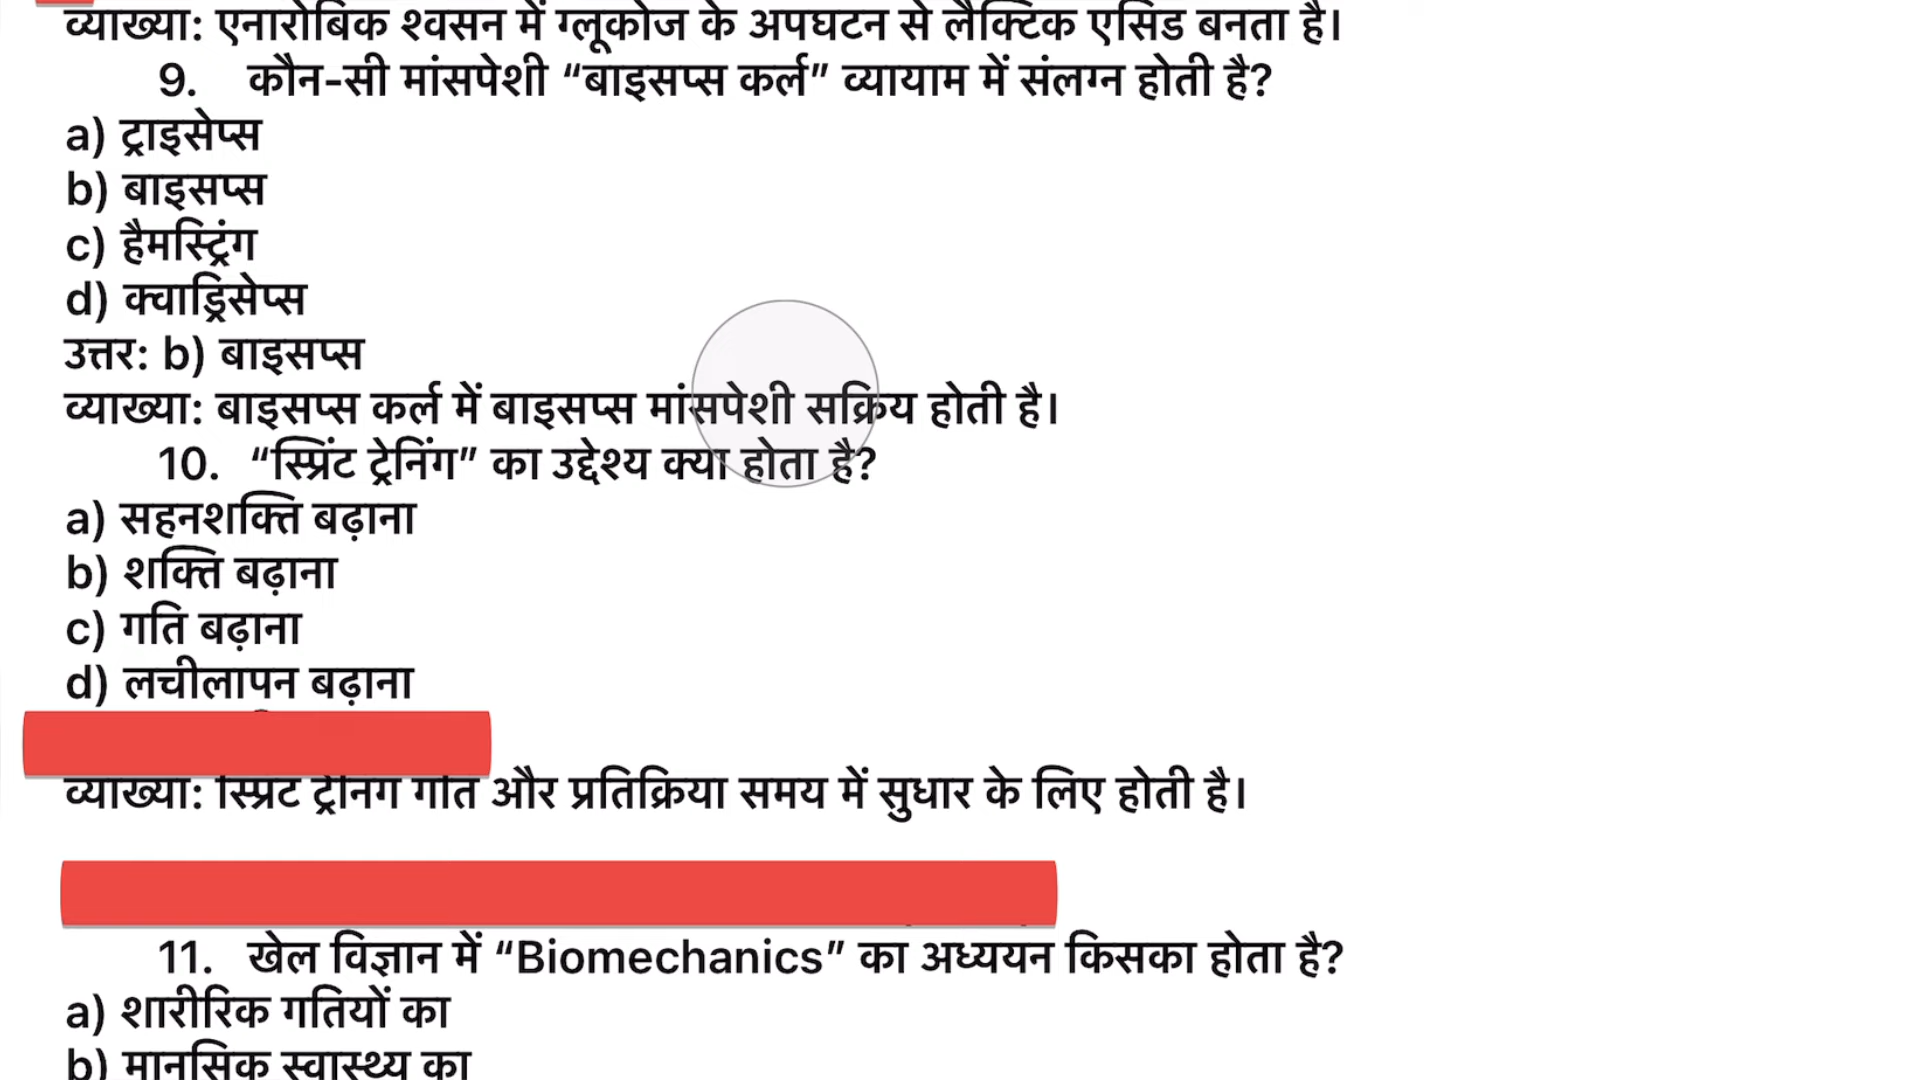 व्याख्या: एनारोबिक श्वसन में ग्लूकोज के अपघटन से लैक्टिक एसिड बनता है।
9. कौन-सी मांसपेशी “बाइसप्स कर्ल” व्यायाम में संलग्न होती है?
a) ट्राइसेप्स
b) बाइसप्स
c) हैमस्ट्रिंग
d) क्वाड्रिसेप्स
उत्तर: b) बाइसप्स
व्याख्या: बाइसप्स कर्ल में बाइसप्स मांसपेशी सक्रिय होती है।
10. “स्प्रिंट ट्रेनिंग” का उद्देश्य क्या होता है?
a) सहनशक्ति बढ़ाना
b) शक्ति बढ़ाना
c) गति बढ़ाना
d) लचीलापन बढ़ाना
व्याख्या: स्प्रिंट ट्रेनिंग गति और प्रतिक्रिया समय में सुधार के लिए होती है।
11. खेल विज्ञान में “Biomechanics” का अध्ययन किसका होता है?
a) शारीरिक गतियों का
b) मानसिक स्वास्थ्य का